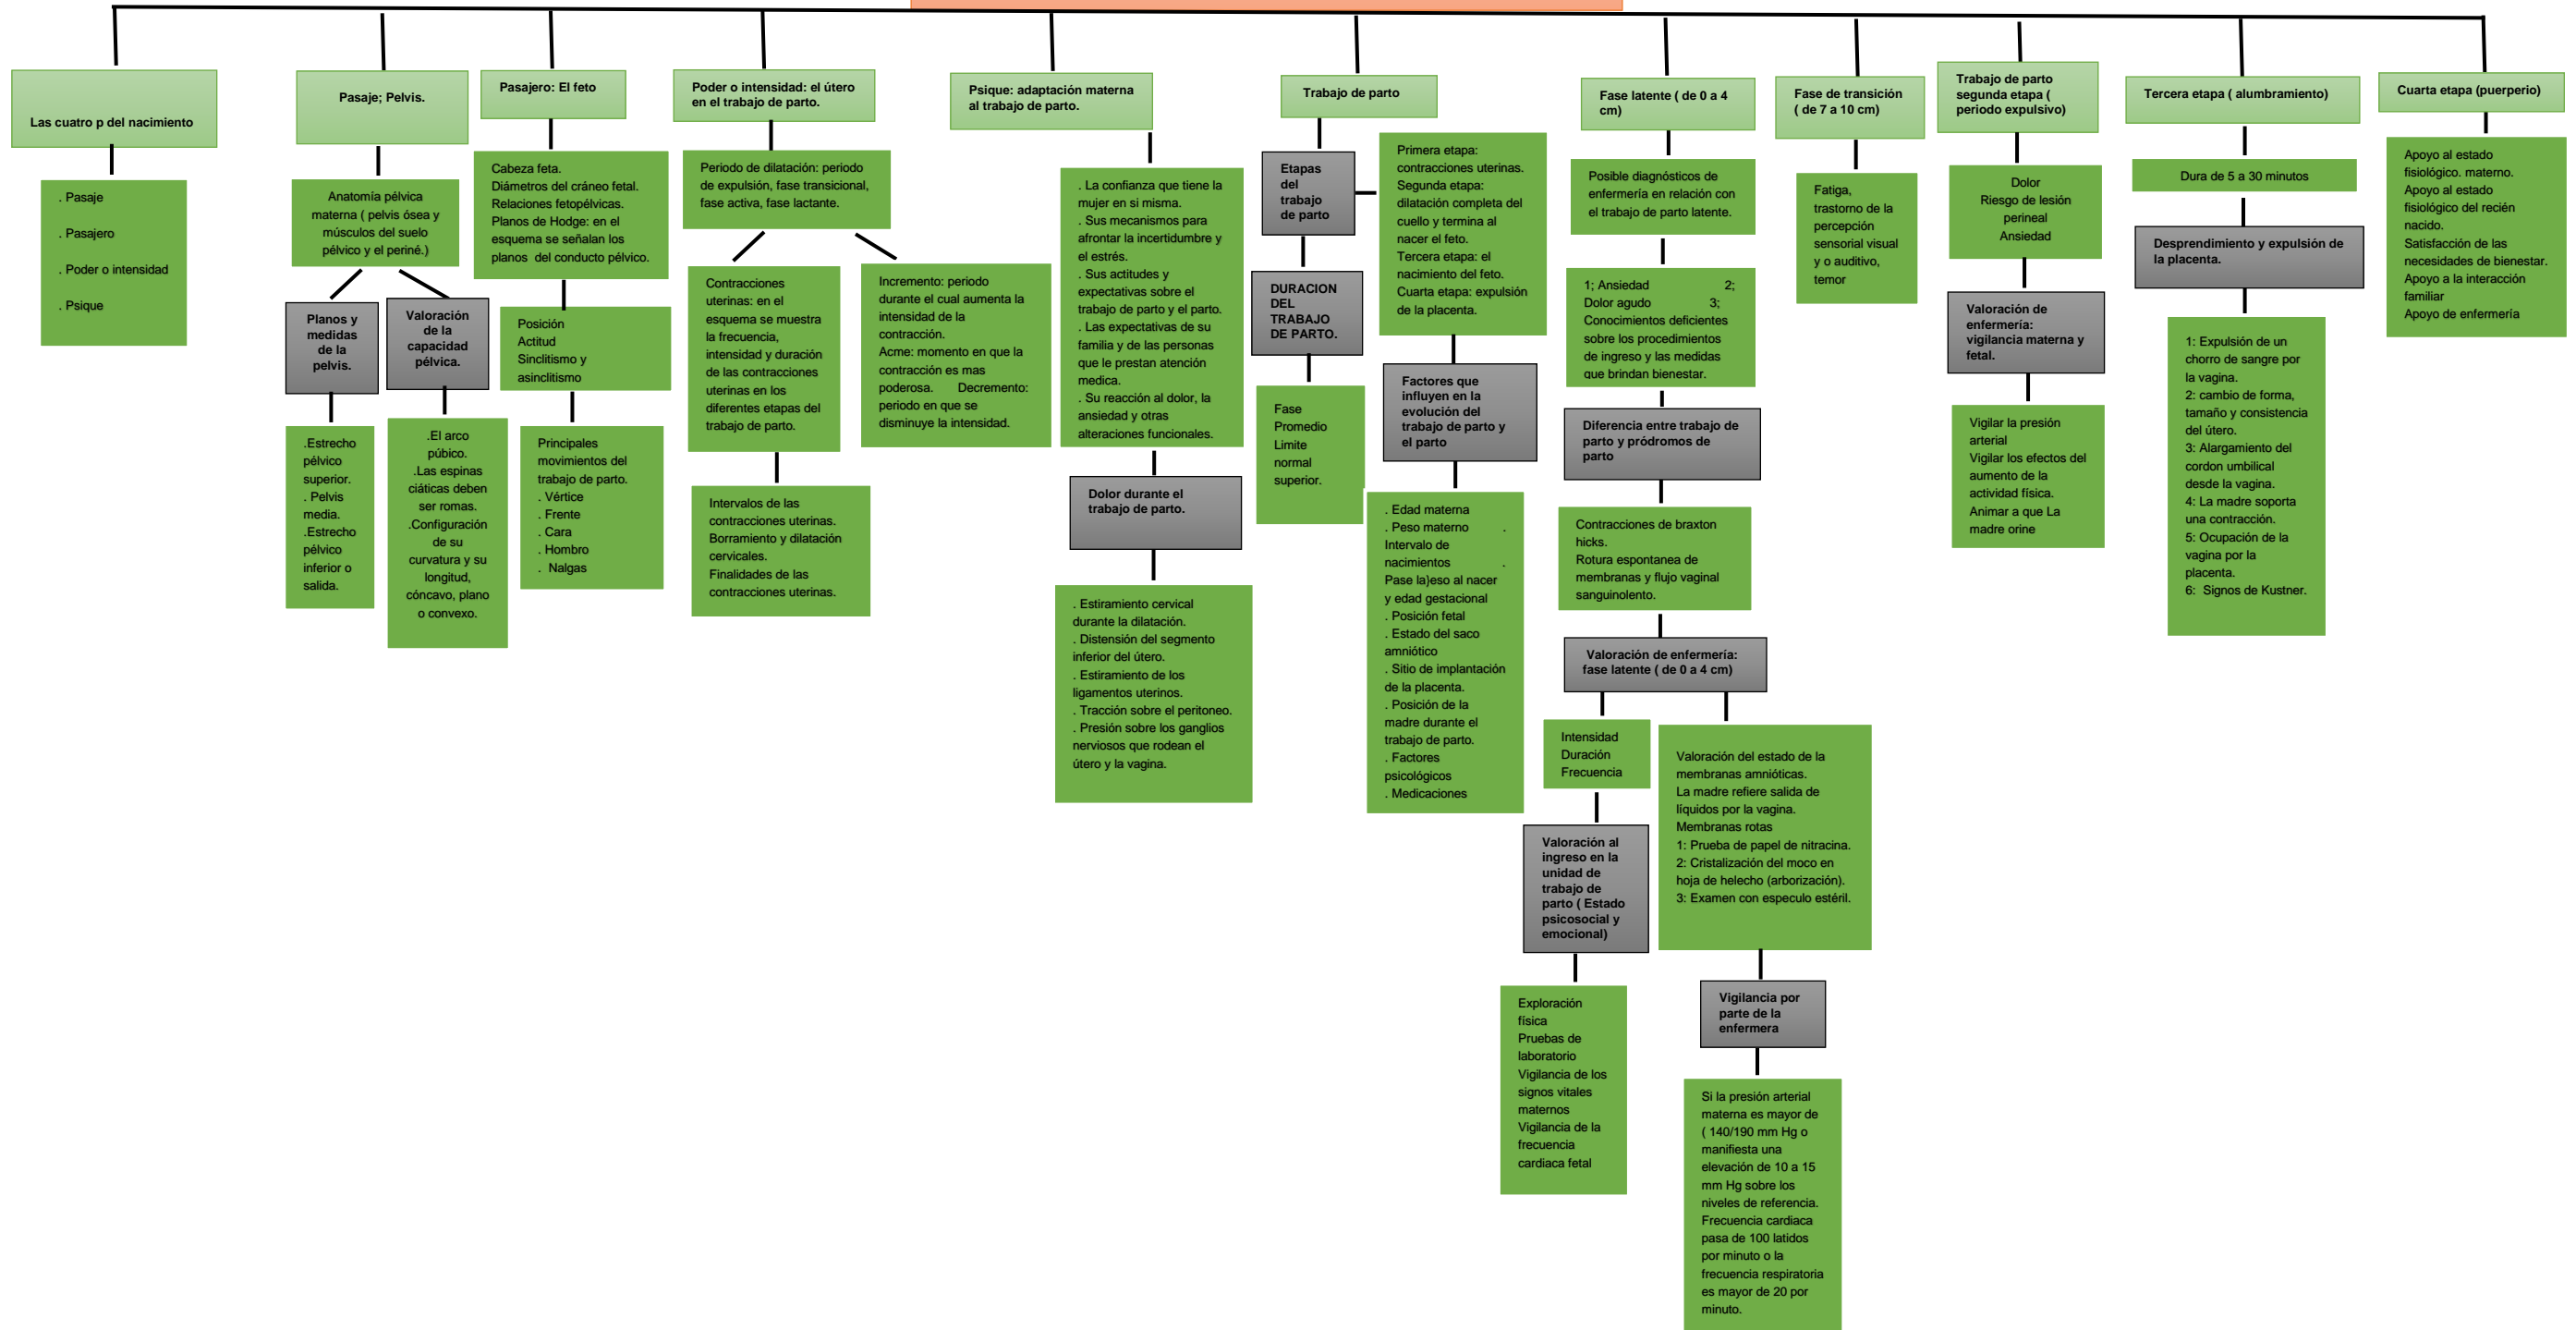 Las cuatro p del nacimiento
. Pasaje
. Pasajero
. Poder o intensidad
. Psique
Pasaje; Pelvis.
Anatomía pélvica
materna ( pelvis ósea y
músculos del suelo
pélvico y el periné.)
Planos y
medidas
de la
pelvis.
.Estrecho
pélvico
superior.
. Pelvis
media.
.Estrecho
pélvico
inferior o
salida.
Valoración
de la
capacidad
pélvica.
.El arco
púbico.
.Las espinas
ciáticas deben
ser romas.
.Configuración
de su
curvatura y su
longitud,
cóncavo, plano
o convexo.
Pasajero: El feto
Cabeza feta.
Diámetros del cráneo fetal.
Relaciones fetopélvicas.
Planos de Hodge: en el
esquema se señalan los
planos del conducto pélvico.
Posición
Actitud
Sinclitismo y
asinclitismo
Principales
movimientos del
trabajo de parto.
. Vértice
. Frente
. Cara
. Hombro
. Nalgas
Poder o intensidad: el útero
en el trabajo de parto.
Periodo de dilatación: periodo
de expulsión, fase transicional,
fase activa, fase lactante.
Contracciones
uterinas: en el
esquema se muestra
la frecuencia,
intensidad y duración
de las contracciones
uterinas en los
diferentes etapas del
trabajo de parto.
Intervalos de las
contracciones uterinas.
Borramiento y dilatación
cervicales.
Finalidades de las
contracciones uterinas.
Incremento: periodo
durante el cual aumenta la
intensidad de la
contracción.
Acme: momento en que la
contracción es mas
poderosa. Decremento:
periodo en que se
disminuye la intensidad.
Psique: adaptación materna
al trabajo de parto.
. La confianza que tiene la
mujer en si misma.
. Sus mecanismos para
afrontar la incertidumbre y
el estrés.
. Sus actitudes y
expectativas sobre el
trabajo de parto y el parto.
. Las expectativas de su
familia y de las personas
que le prestan atención
medica.
. Su reacción al dolor, la
ansiedad y otras
alteraciones funcionales.
Dolor durante el
trabajo de parto.
. Estiramiento cervical
durante la dilatación.
. Distensión del segmento
inferior del útero.
. Estiramiento de los
ligamentos uterinos.
. Tracción sobre el peritoneo.
. Presión sobre los ganglios
nerviosos que rodean el
útero y la vagina.
Trabajo de parto
Etapas
del
trabajo
de parto
DURACION
DEL
TRABAJO
DE PARTO.
Fase
Promedio
Limite
normal
superior.
Primera etapa:
contracciones uterinas.
Segunda etapa:
dilatación completa del
cuello y termina al
nacer el feto.
Tercera etapa: el
nacimiento del feto.
Cuarta etapa: expulsión
de la placenta.
Factores que
influyen en la
evolución del
trabajo de parto y
el parto
. Edad materna
. Peso materno .
Intervalo de
nacimientos .
Pase la}eso al nacer
y edad gestacional
. Posición fetal
. Estado del saco
amniótico
. Sitio de implantación
de la placenta.
. Posición de la
madre durante el
trabajo de parto.
. Factores
psicológicos
. Medicaciones
Fase latente ( de 0 a 4
cm)
Posible diagnósticos de
enfermería en relación con
el trabajo de parto latente.
1; Ansiedad 2;
Dolor agudo 3;
Conocimientos deficientes
sobre los procedimientos
de ingreso y las medidas
que brindan bienestar.
Diferencia entre trabajo de
parto y pródromos de
parto
Contracciones de braxton
hicks.
Rotura espontanea de
membranas y flujo vaginal
sanguinolento.
Valoración de enfermería:
fase latente ( de 0 a 4 cm)
Intensidad
Duración
Frecuencia
Valoración al
ingreso en la
unidad de
trabajo de
parto ( Estado
psicosocial y
emocional)
Exploración
física
Pruebas de
laboratorio
Vigilancia de los
signos vitales
maternos
Vigilancia de la
frecuencia
cardiaca fetal
Valoración del estado de la
membranas amnióticas.
La madre refiere salida de
líquidos por la vagina.
Membranas rotas
1: Prueba de papel de nitracina.
2: Cristalización del moco en
hoja de helecho (arborización).
3: Examen con especulo estéril.
Vigilancia por
parte de la
enfermera
Si la presión arterial
materna es mayor de
( 140/190 mm Hg o
manifiesta una
elevación de 10 a 15
mm Hg sobre los
niveles de referencia.
Frecuencia cardiaca
pasa de 100 latidos
por minuto o la
frecuencia respiratoria
es mayor de 20 por
minuto.
Fase de transición
( de 7 a 10 cm)
Fatiga,
trastorno de la
percepción
sensorial visual
y o auditivo,
temor
Trabajo de parto
segunda etapa (
periodo expulsivo)
Dolor
Riesgo de lesión
perineal
Ansiedad
Valoración de
enfermería:
vigilancia materna y
fetal.
Vigilar la presión
arterial
Vigilar los efectos del
aumento de la
actividad física.
Animar a que La
madre orine
Tercera etapa ( alumbramiento)
Dura de 5 a 30 minutos
Desprendimiento y expulsión de
la placenta.
1: Expulsión de un
chorro de sangre por
la vagina.
2: cambio de forma,
tamaño y consistencia
del útero.
3: Alargamiento del
cordon umbilical
desde la vagina.
4: La madre soporta
una contracción.
5: Ocupación de la
vagina por la
placenta.
6: Signos de Kustner.
Cuarta etapa (puerperio)
Apoyo al estado
fisiológico. materno.
Apoyo al estado
fisiológico del recién
nacido.
Satisfacción de las
necesidades de bienestar.
Apoyo a la interacción
familiar
Apoyo de enfermería